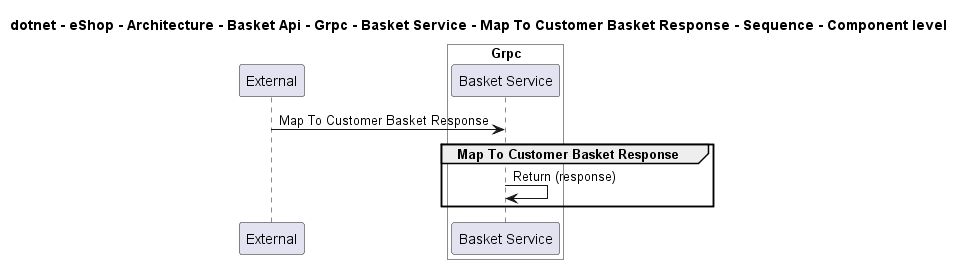 dotnet - eShop - Architecture - Basket Api - Grpc - Basket Service - Map To Customer Basket Response - Sequence - Component level
Grpc
External
Basket Service
Map To Customer Basket Response
Map To Customer Basket Response
Return (response)
External
Basket Service